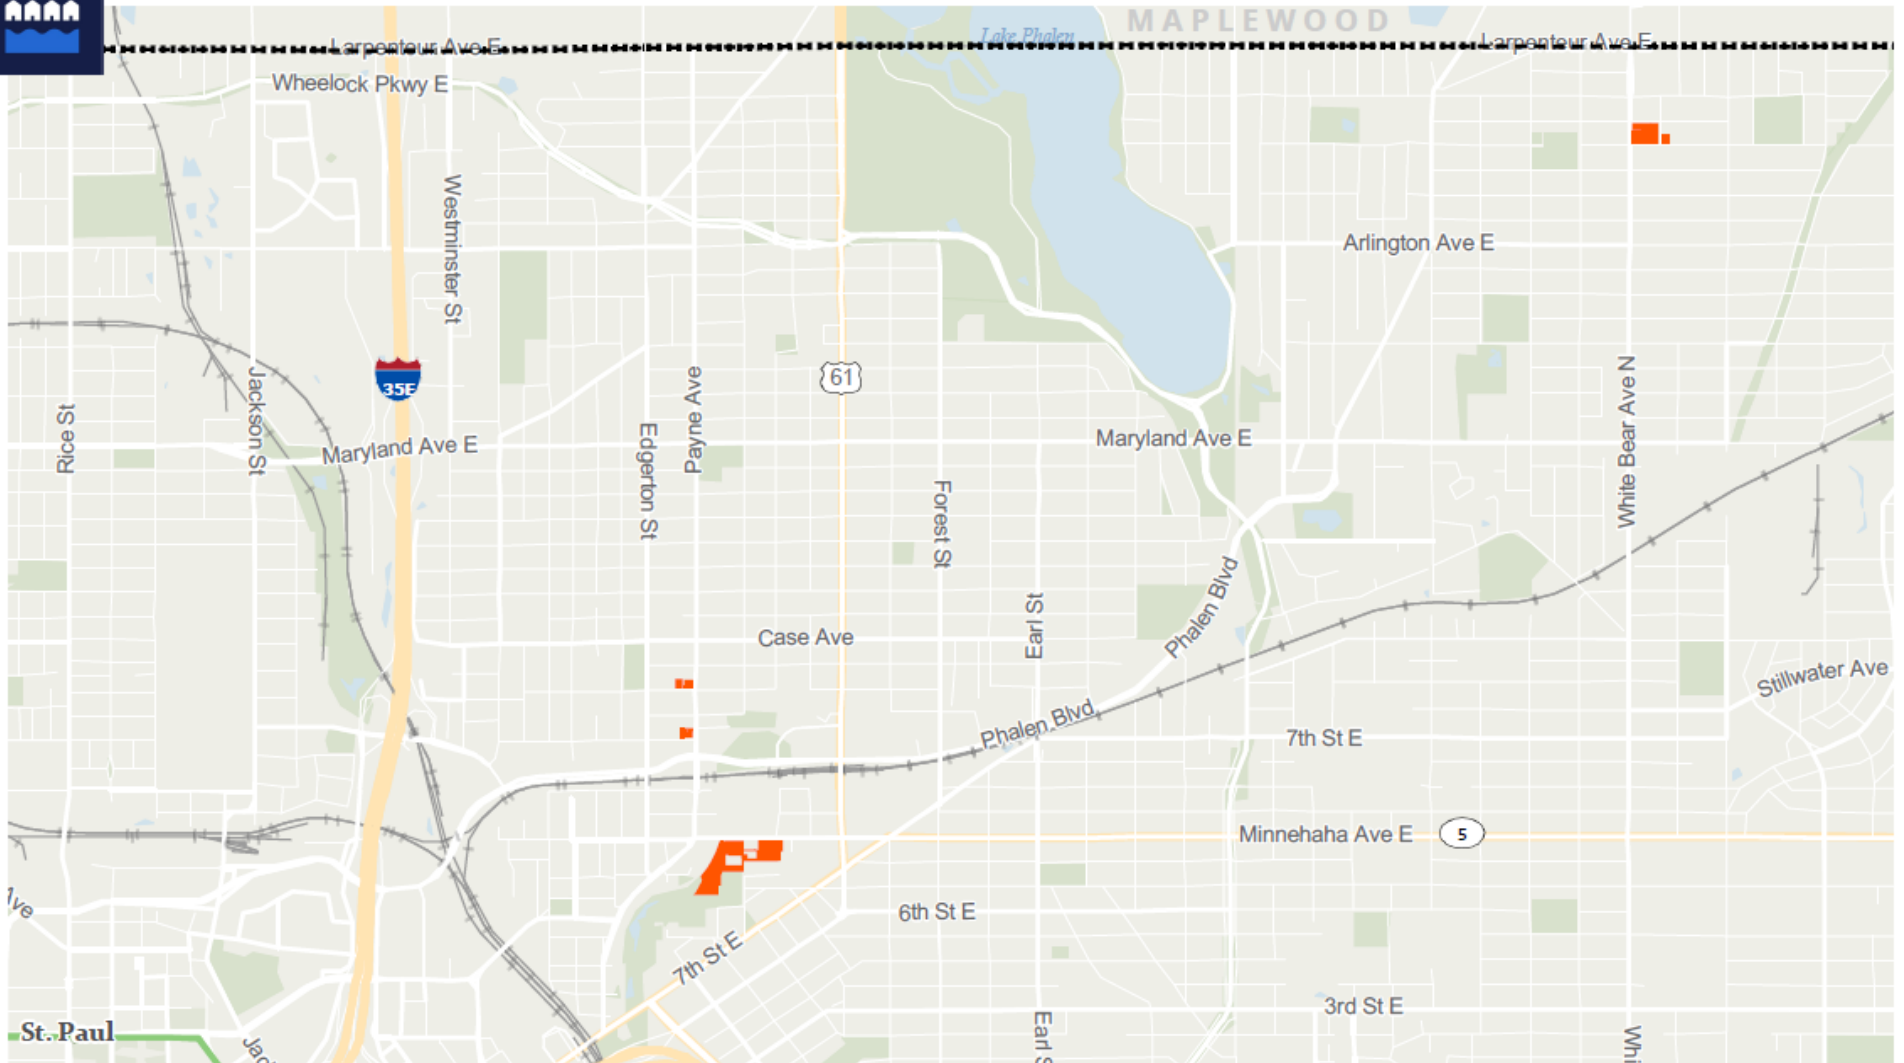 MAPLEWOOD
Lake Phalen
Larpenteur Ave E
Larpenteur Ave E
Wheelock Pkwy E
Westminster St
Arlington Ave E
35E
61
Rice St
Jackson St
Maryland Ave E
Edgerton St
Payne Ave
Maryland Ave E
White Bear Ave N
Forest St
Phalen Blvd
Earl St
Case Ave
Stillwater Ave
Phalen Blvd
7th St E
Minnehaha Ave E
5
6th St E
7th St E
3rd St E
St. Paul